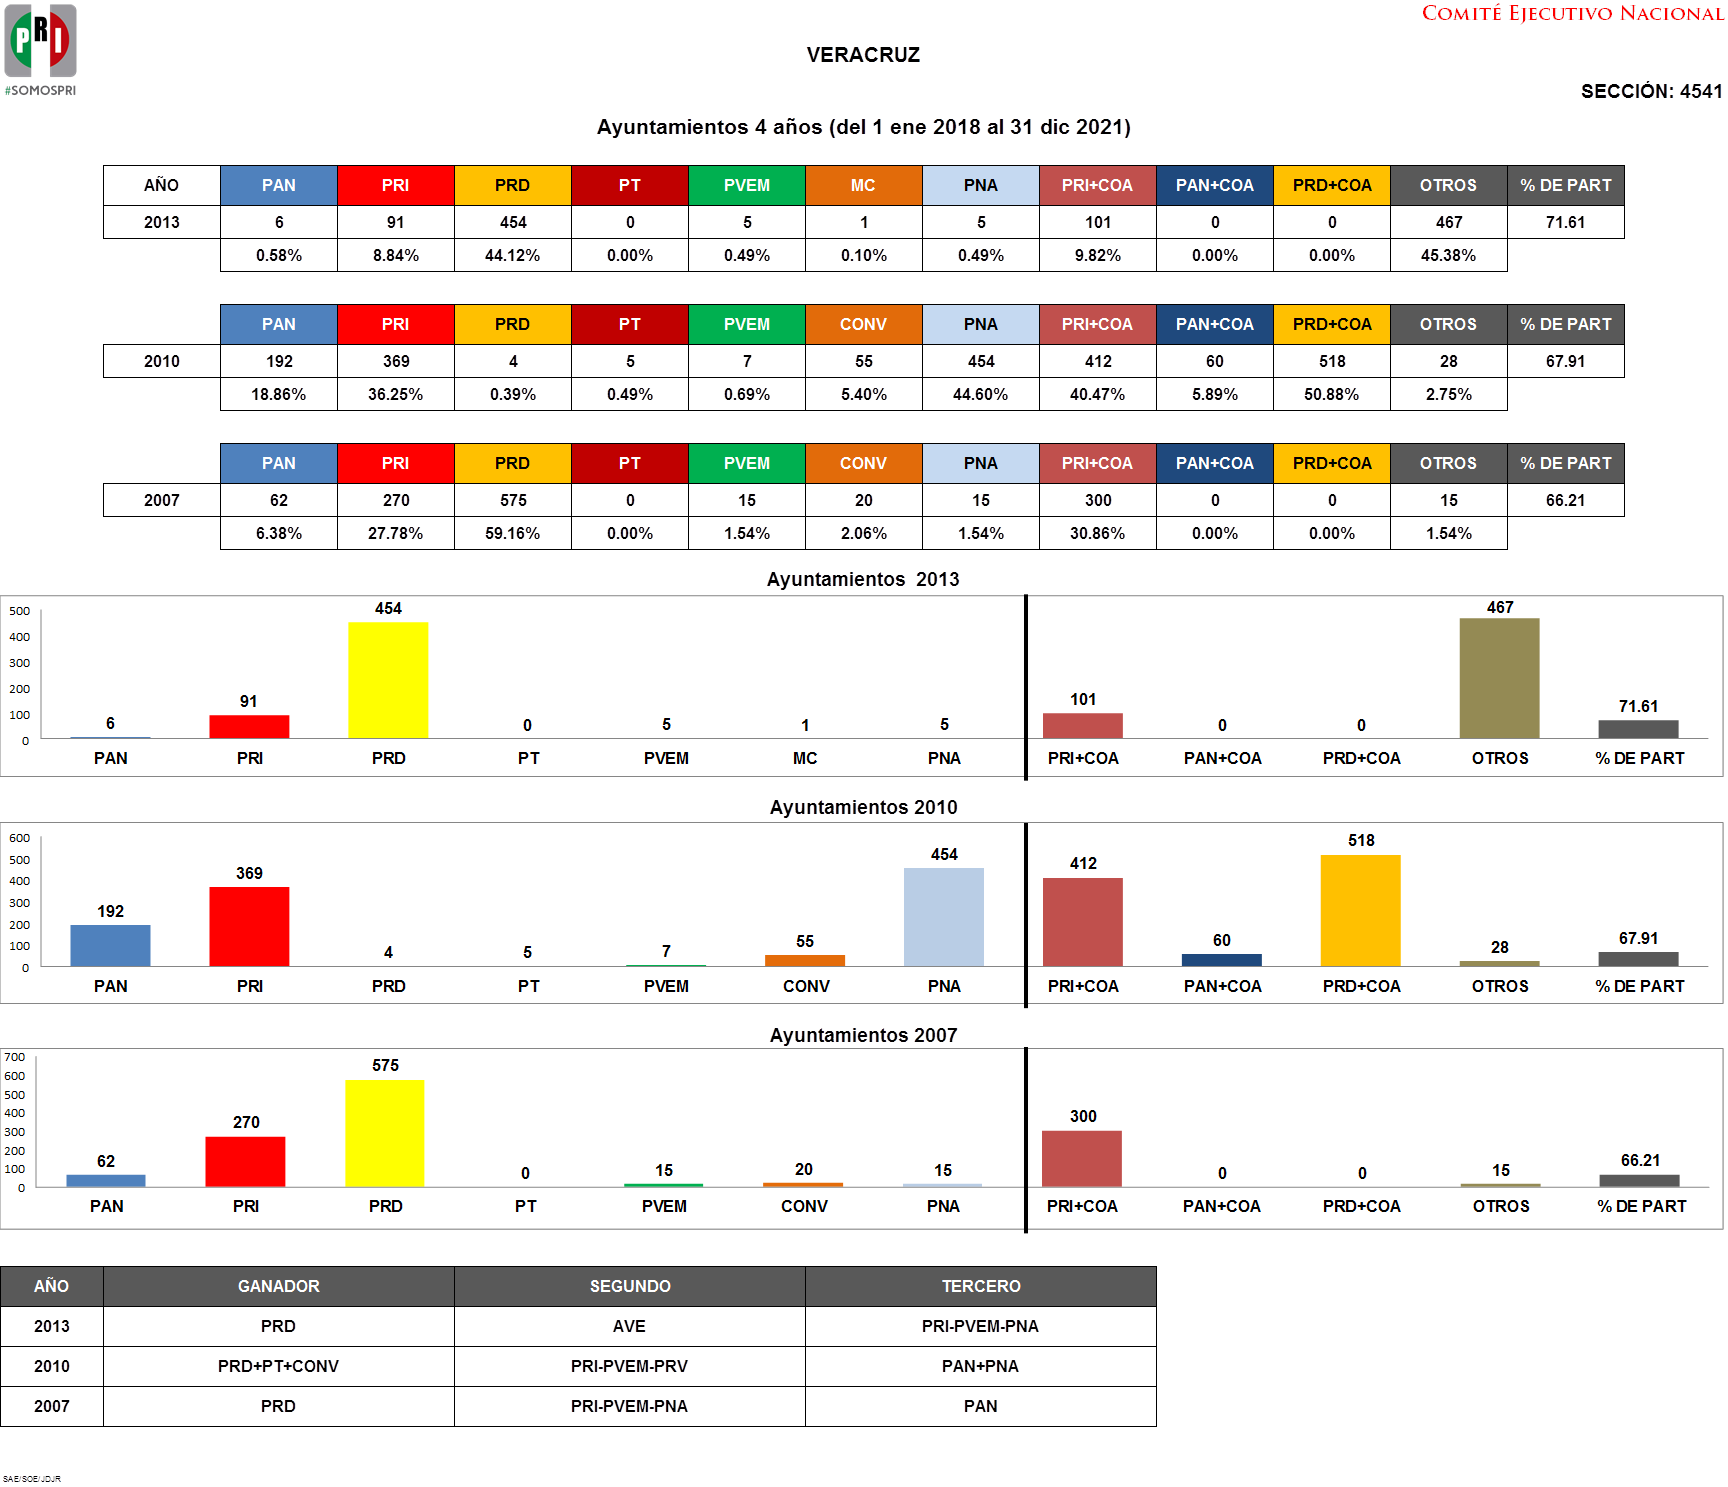 PRI
#SOMOSPRI
COMITÉ EJECUTIVO NACIONAL
VERACRUZ
SECCIÓN: 4541
Ayuntamientos 4 años (del 1 ene 2018 al 31 dic 2021)
AÑO PAN PRI PRD PT PVEM MC PNA PRI+COA PAN+COA PRD+COA OTROS % DE PART
2013 6 91 454 0 5 1 5 101 0 0 467 71.61
0.58% 8.84% 44.12% 0.00% 0.49% 0.10% 0.49% 9.82% 0.00% 0.00% 45.38%
PAN PRI PRD PT PVEM CONV PNA PRI+COA PAN+COA PRD+COA OTROS % DE PART
2010 192 369 4 5 7 55 454 412 60 518 28 67.91
18.86% 36.25% 0.39% 0.49% 0.69% 5.40% 44.60% 40.47% 5.89% 50.88% 2.75%
PAN PRI PRD PT PVEM CONV PNA PRI+COA PAN+COA PRD+COA OTROS % DE PART
2007 62 270 575 0 15 20 15 300 0 0 15 66.21
6.38% 27.78% 59.16% 0.00% 1.54% 2.06% 1.54% 30.86% 0.00% 0.00% 1.54%
Ayuntamientos 2013
500
400
300
200
100
0
6 91 454 0 5 1 5 101 0 0 467 71.61
PAN PRI PRD PT PVEM MC PNA PRI+COA PAN+COA PRD+COA OTROS % DE PART
Ayuntamientos 2010
600
500
400
300
200
100
0
192 369 4 5 7 55 454 412 60 518 28 67.91
PAN PRI PRD PT PVEM CONV PNA PRI+COA PAN+COA PRD+COA OTROS % DE PART
Ayuntamientos 2007
700
600
500
400
300
200
100
0
62 270 575 0 15 20 15 300 0 0 15 66.21
PAN PRI PRD PT PVEM CONV PNA PRI+COA PAN+COA PRD+COA OTROS % DE PART
AÑO GANADOR SEGUNDO TERCERO
2013 PRD AVE PRI-PVEM-PNA
2010 PRD+PT+CONV PRI-PVEM-PRV PAN+PNA
2007 PRD PRI-PVEM-PNA PAN
SAE/SOE/JDJR